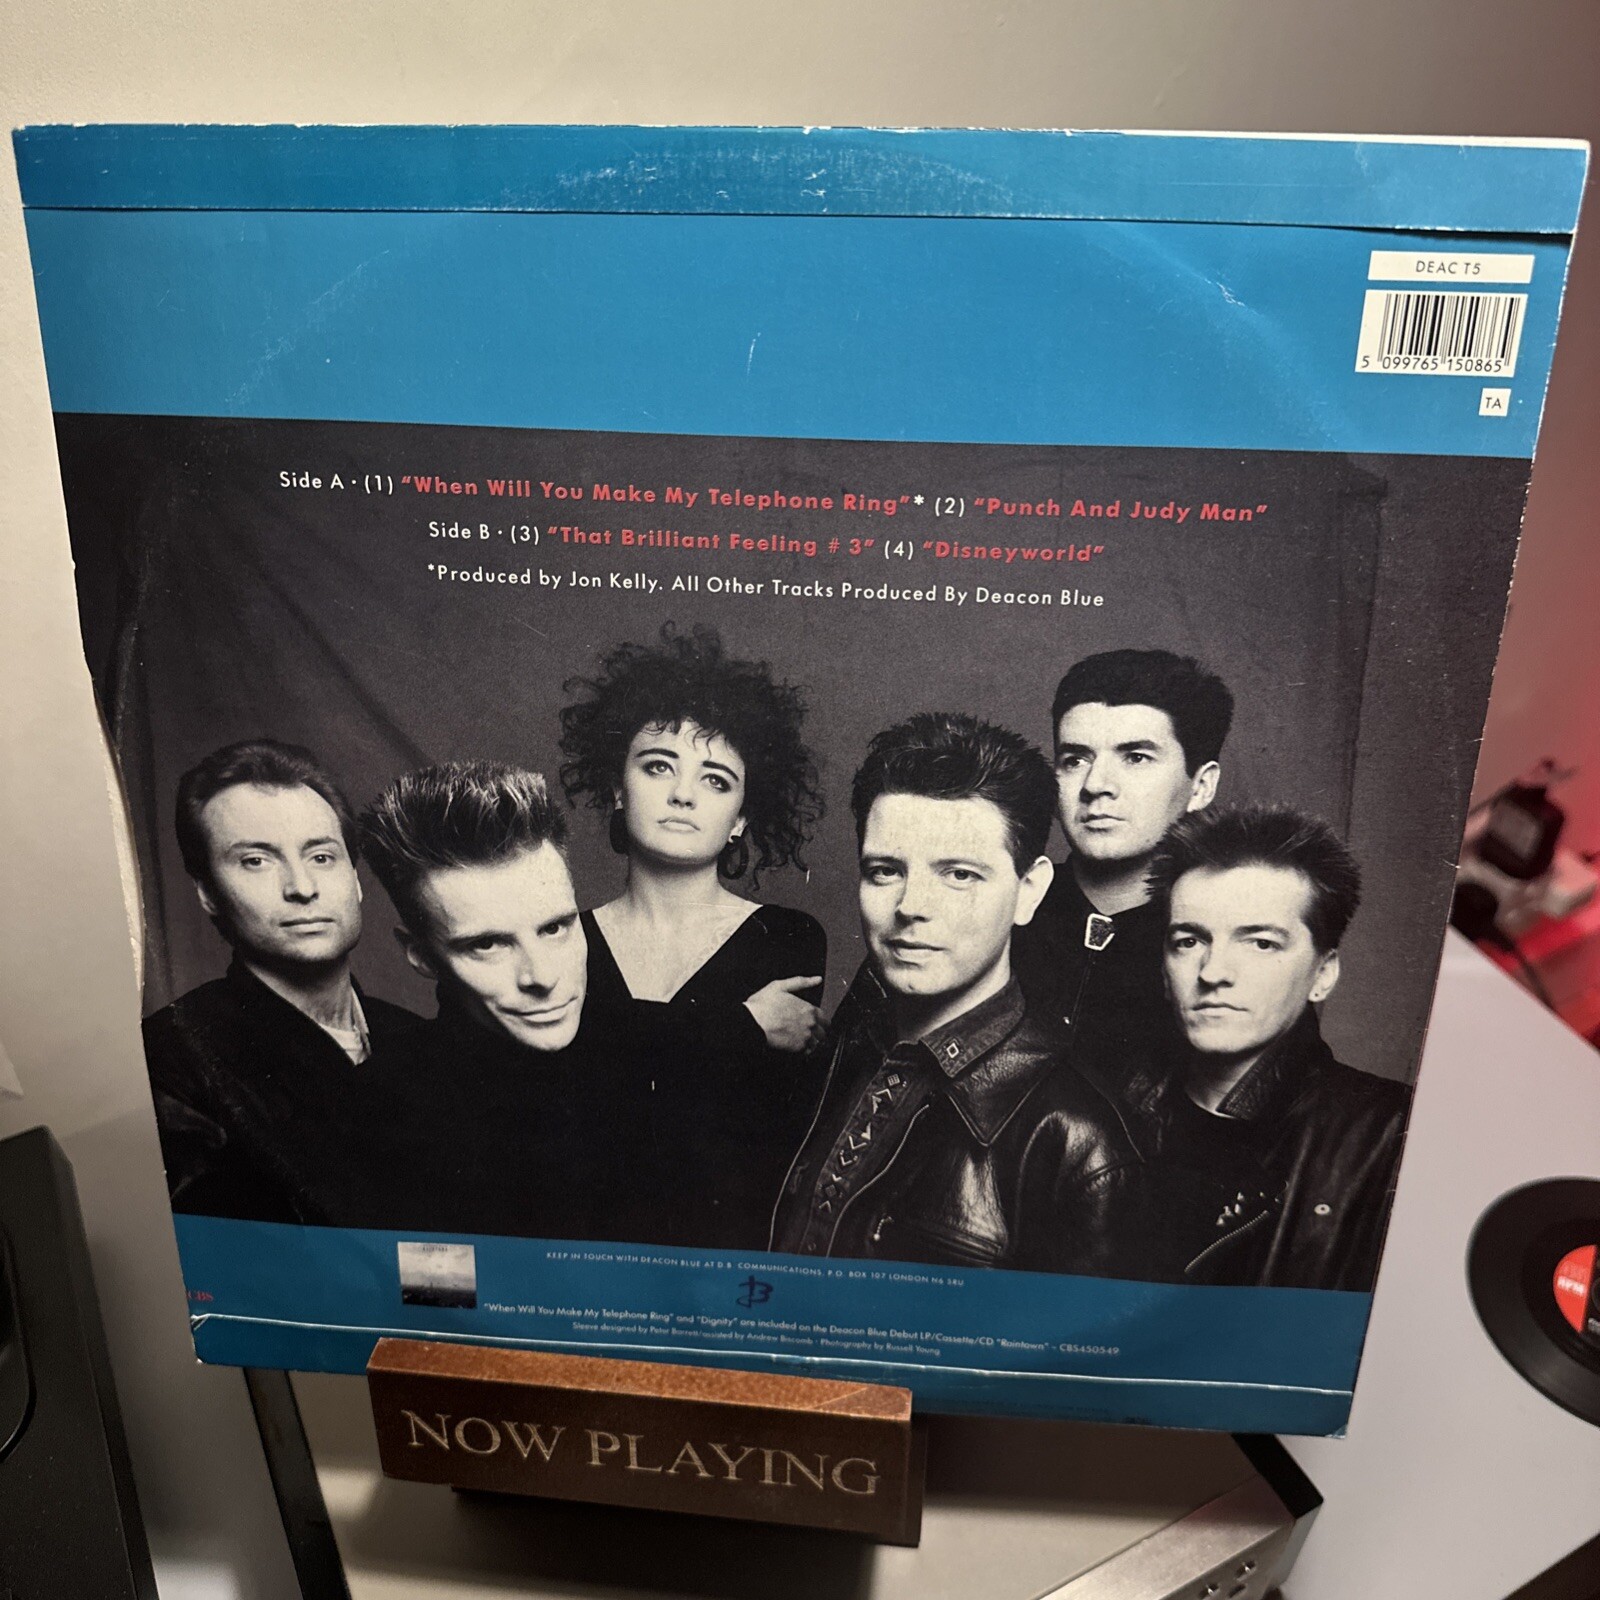 DEAC T5
5 099765 150865
TA
Side A · (1) “When Will You Make My Telephone Ring”* (2) “Punch And Judy Man”
Side B · (3) “That Brilliant Feeling # 3” (4) “Disneyworld”
*Produced by Jon Kelly. All Other Tracks Produced By Deacon Blue
KEEP IN TOUCH WITH DEACON BLUE AT D.B. COMMUNICATIONS. P.O. BOX 107 LONDON N6 5RU
CBS
“When Will You Make My Telephone Ring” and “Dignity” are included on the Deacon Blue Debut LP/Cassette/CD “Raintown” – CBS450549
Sleeve designed by Peter Barrett/assisted by Andrew Biscomb · Photography by Russell Young
NOW PLAYING
RPM